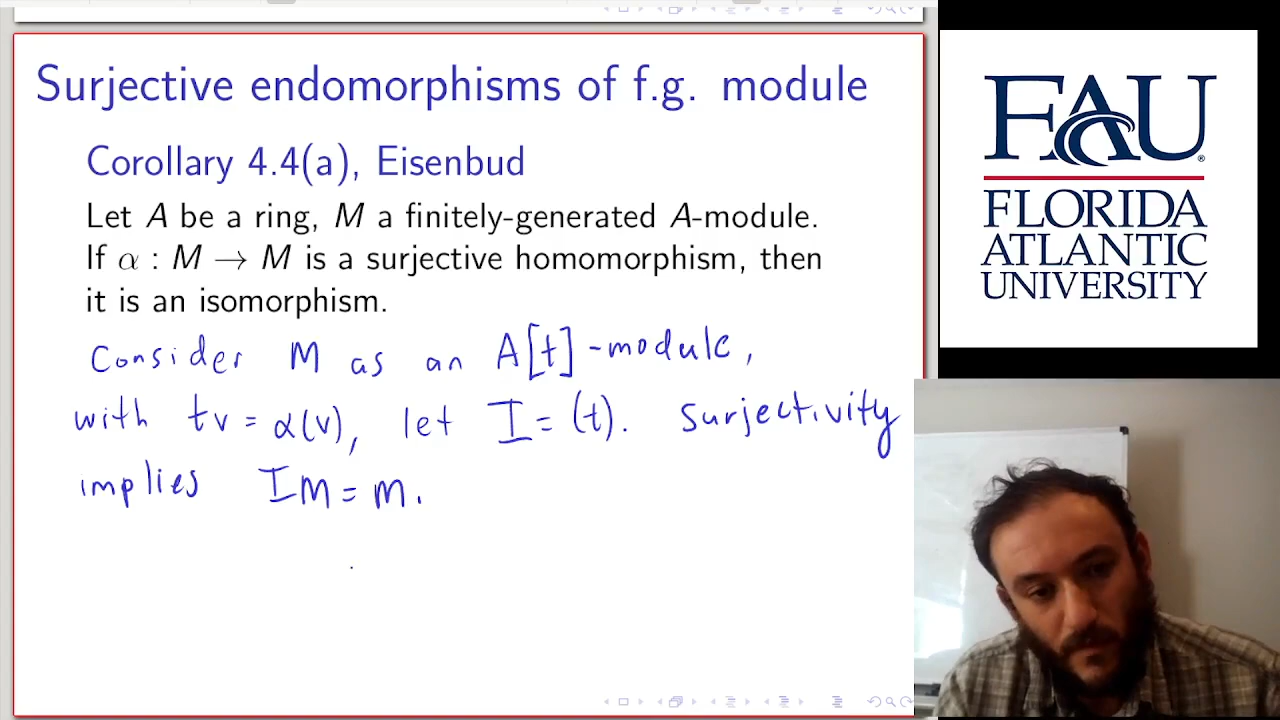 Surjective endomorphisms of f.g. module
Corollary 4.4(a), Eisenbud
Let A be a ring, M a finitely-generated A-module.
If α : M → M is a surjective homomorphism, then
it is an isomorphism.
Consider M as an A[t]-module,
with tv = α(v), let I = (t). Surjectivity
implies IM = M.
FAU
FLORIDA
ATLANTIC
UNIVERSITY